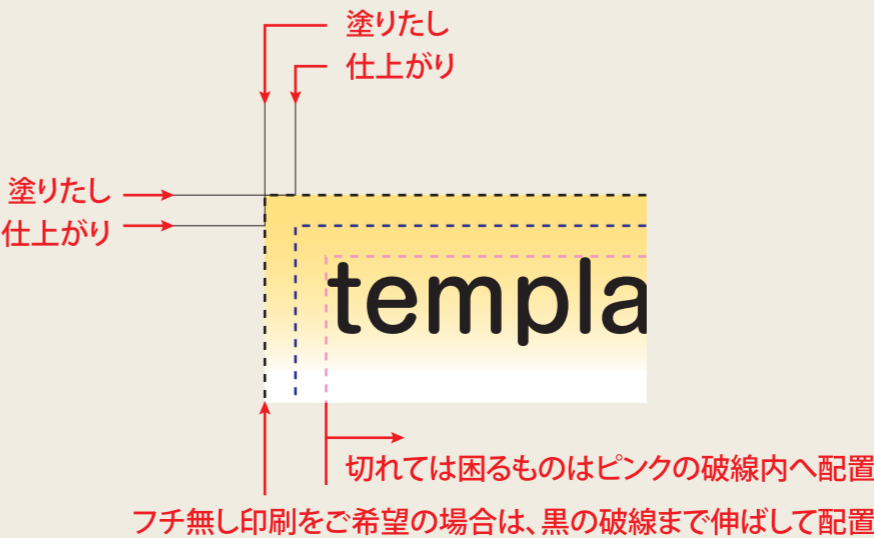 塗りたし
仕上がり
塗りたし
仕上がり
templa
切れては困るものはピンクの破線内へ配置
フチ無し印刷をご希望の場合は、黒の破線まで伸ばして配置